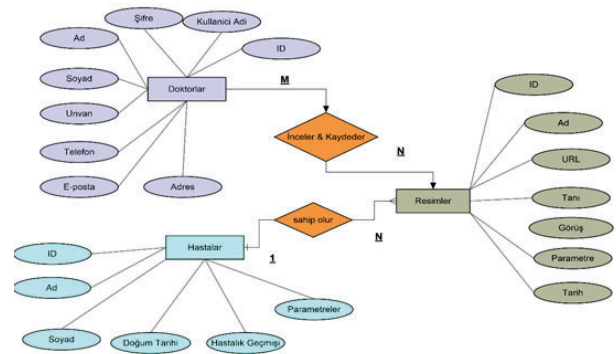 Şifre
Kullanici Adi
Ad
ID
Soyad
Doktorlar
M
Unvan
Telefon
E-posta
Adres
İnceler & Kaydeder
N
ID
Ad
URL
Tanı
Resimler
Görüş
Parametre
Tarih
sahip olur
N
Hastalar
1
ID
Ad
Soyad
Doğum Tarihi
Hastalık Geçmışı
Parametreler